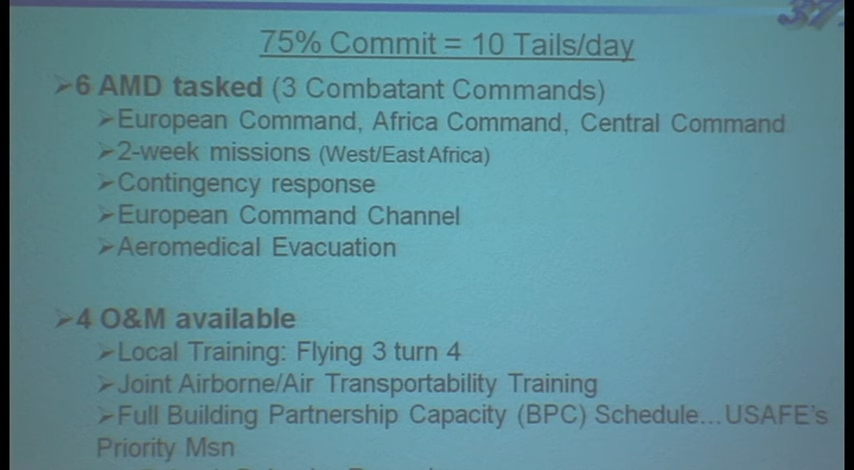 37
75% Commit = 10 Tails/day
➢6 AMD tasked (3 Combatant Commands)
➢European Command, Africa Command, Central Command
➢2-week missions (West/East Africa)
➢Contingency response
➢European Command Channel
➢Aeromedical Evacuation
➢4 O&M available
➢Local Training: Flying 3 turn 4
➢Joint Airborne/Air Transportability Training
➢Full Building Partnership Capacity (BPC) Schedule...USAFE's
Priority Msn